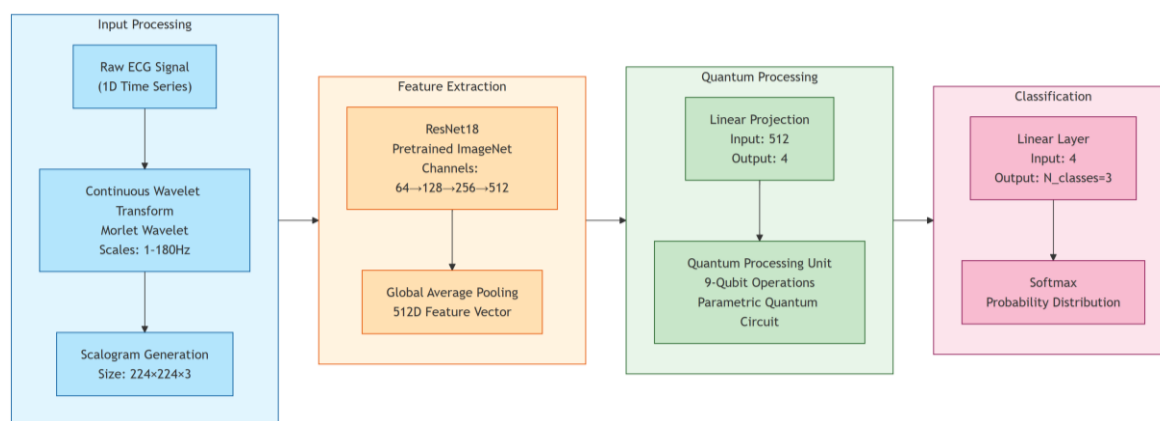 Input Processing
Raw ECG Signal
(1D Time Series)
Continuous Wavelet
Transform
Morlet Wavelet
Scales: 1-180Hz
Scalogram Generation
Size: 224×224×3
Feature Extraction
ResNet18
Pretrained ImageNet
Channels:
64→128→256→512
Global Average Pooling
512D Feature Vector
Quantum Processing
Linear Projection
Input: 512
Output: 4
Quantum Processing Unit
9-Qubit Operations
Parametric Quantum
Circuit
Classification
Linear Layer
Input: 4
Output: N_classes=3
Softmax
Probability Distribution